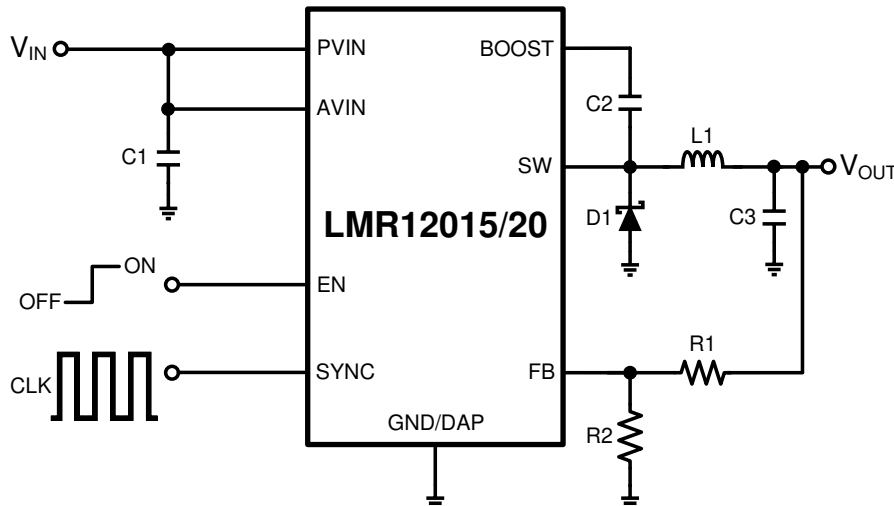 VIN
PVIN
BOOST
AVIN
C2
C1
L1
SW
VOUT
D1
C3
LMR12015/20
ON
OFF
EN
R1
CLK
SYNC
FB
GND/DAP
R2